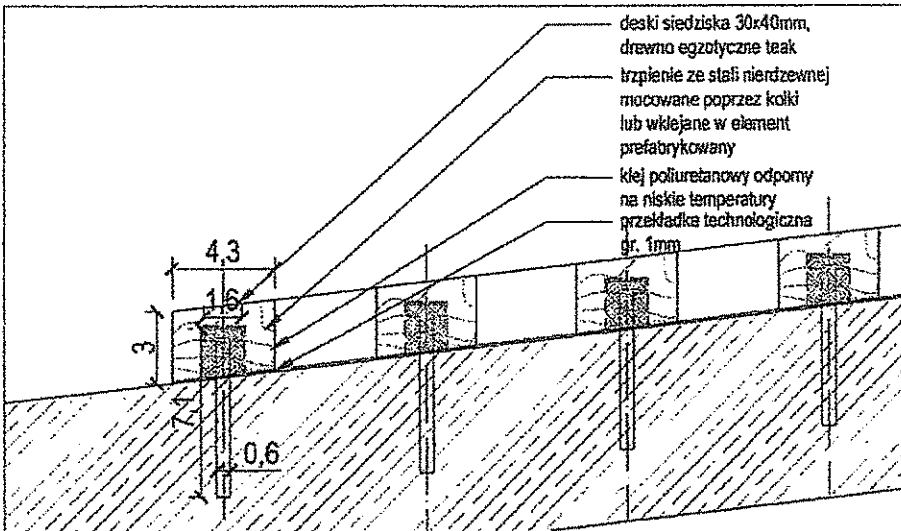 deski siedziska 30x40mm,
drewno egzotyczne teak
trzpienie ze stali nierdzewnej
mocowane poprzez kołki
lub wklejane w element
prefabrykowany
klej poliuretanowy odporny
na niskie temperatury
przekładka technologiczna
gr. 1mm
4,3
1,6
3
7,1
0,6